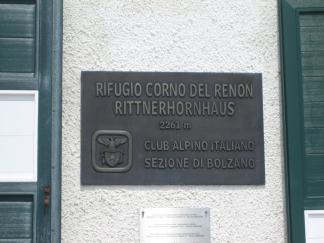 RIFUGIO CORNO DEL RENON
RITTNERHORNHAUS
2261 m
CLUB ALPINO ITALIANO
SEZIONE DI BOLZANO